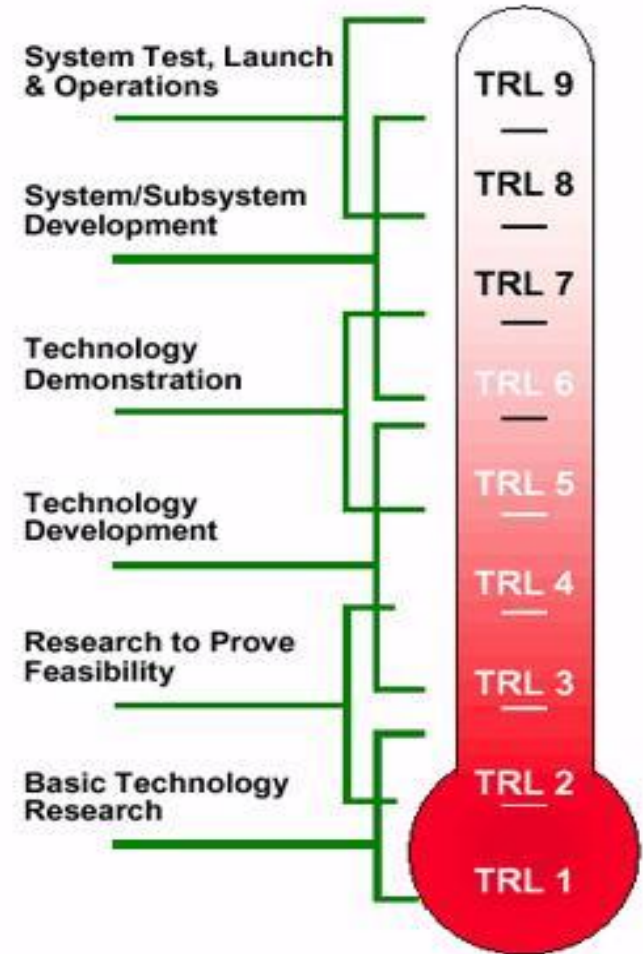 System Test, Launch
& Operations
System/Subsystem
Development
Technology
Demonstration
Technology
Development
Research to Prove
Feasibility
Basic Technology
Research
TRL 9
TRL 8
TRL 7
TRL 6
TRL 5
TRL 4
TRL 3
TRL 2
TRL 1